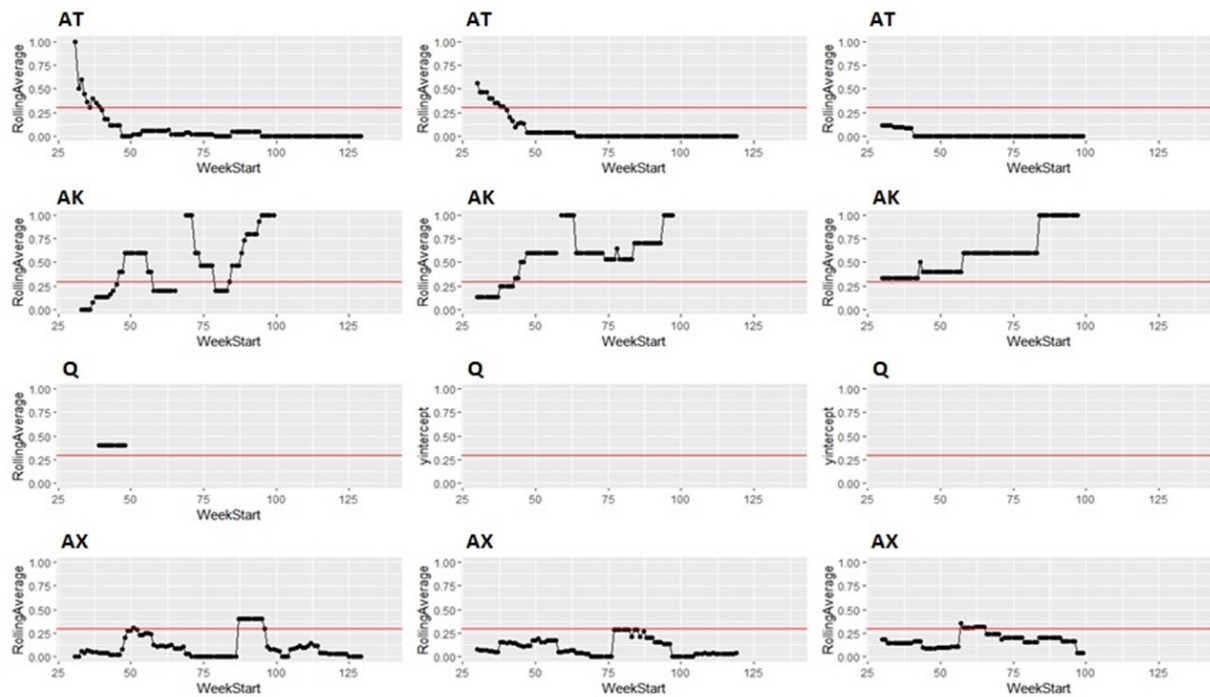 AT AT AT
1.00 1.00 1.00
0.75 0.75 0.75
0.50 0.50 0.50
0.25 0.25 0.25
0.00 0.00 0.00
RollingAverage RollingAverage RollingAverage
25 50 75 100 125 25 50 75 100 125 25 50 75 100 125
WeekStart WeekStart WeekStart
AK AK AK
1.00 1.00 1.00
0.75 0.75 0.75
0.50 0.50 0.50
0.25 0.25 0.25
0.00 0.00 0.00
RollingAverage RollingAverage RollingAverage
25 50 75 100 125 25 50 75 100 125 25 50 75 100 125
WeekStart WeekStart WeekStart
Q Q Q
1.00 1.00 1.00
0.75 0.75 0.75
0.50 0.50 0.50
0.25 0.25 0.25
0.00 0.00 0.00
RollingAverage yintercept yintercept
25 50 75 100 125 25 50 75 100 125 25 50 75 100 125
WeekStart WeekStart WeekStart
AX AX AX
1.00 1.00 1.00
0.75 0.75 0.75
0.50 0.50 0.50
0.25 0.25 0.25
0.00 0.00 0.00
RollingAverage RollingAverage RollingAverage
25 50 75 100 125 25 50 75 100 125 25 50 75 100 125
WeekStart WeekStart WeekStart